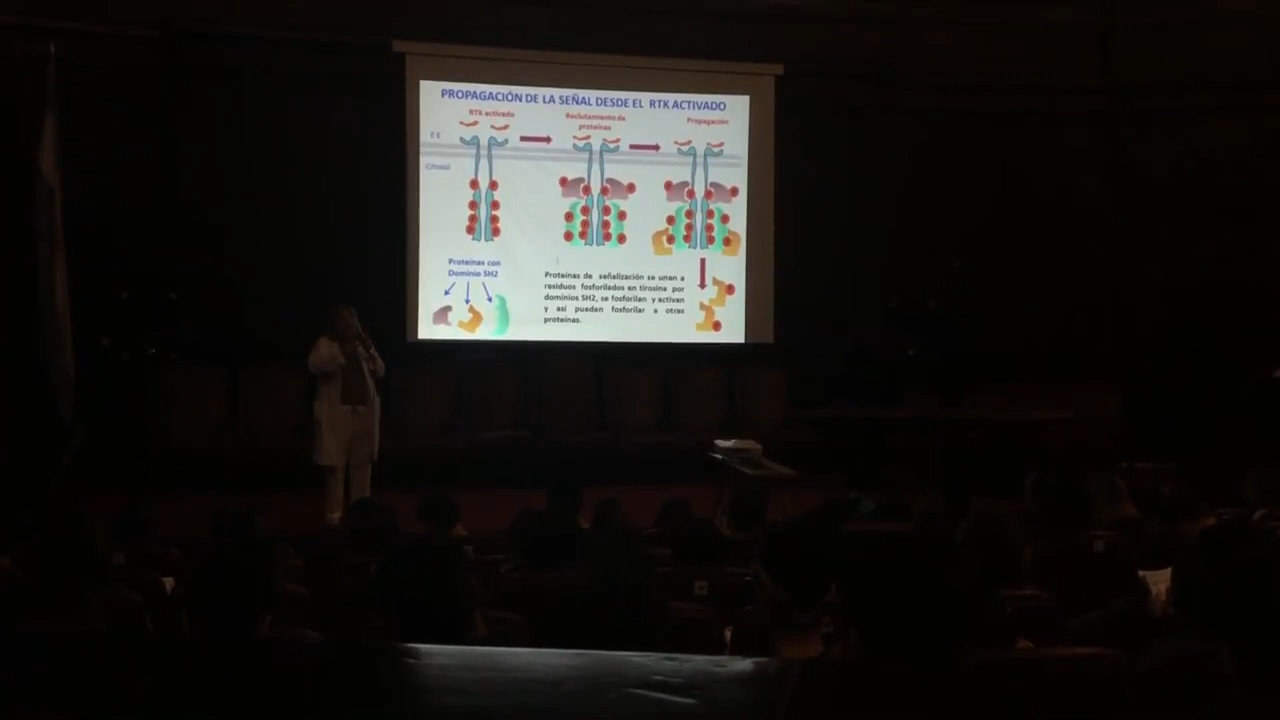 PROPAGACIÓN DE LA SEÑAL DESDE EL RTK ACTIVADO
RTK activado
Reclutamiento de
proteínas
Propagación
E E
Citosol
Proteínas con
Dominio SH2
Proteínas de señalización se unen a
residuos fosforilados en tirosina por
dominios SH2, se fosforilan y activan
y así pueden fosforilar a otras
proteínas.